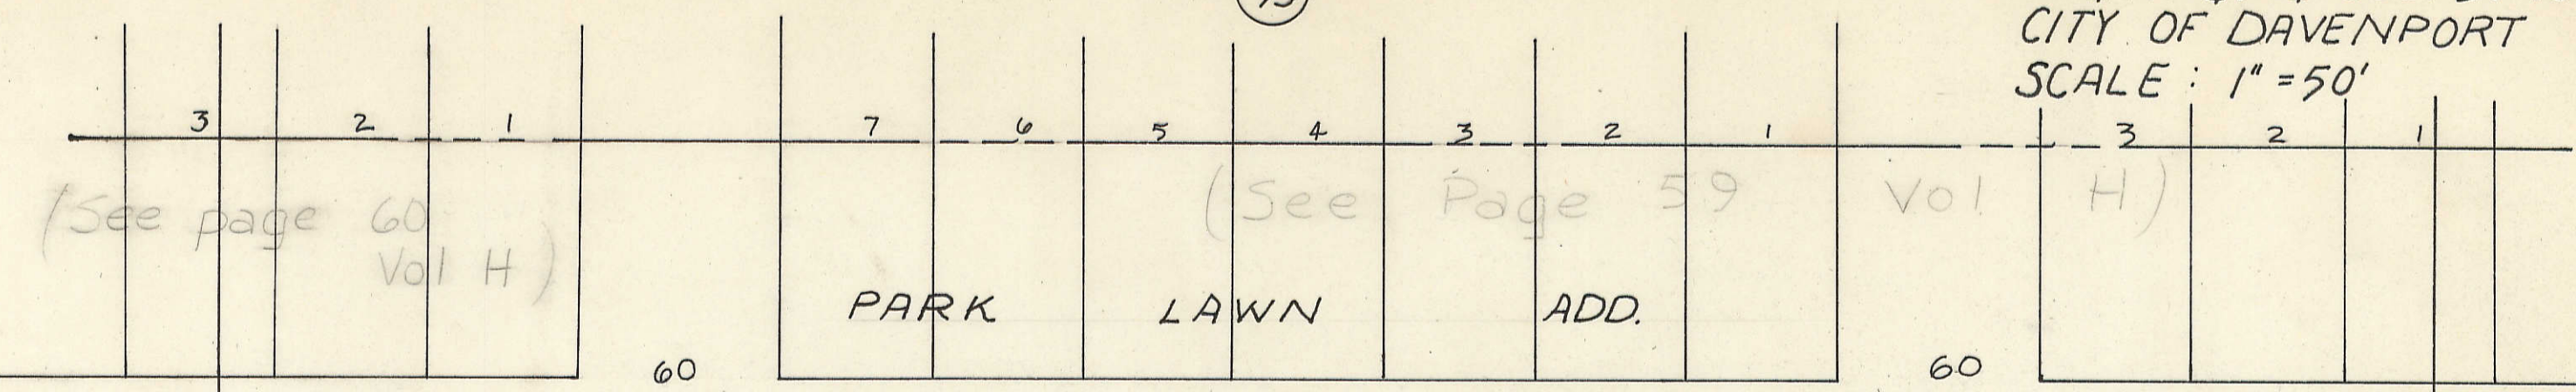 CITY OF DAVENPORT
SCALE: 1" = 50'
3 2 1 7 6 5 4 3 2 1 3 2 1
(See page 60
Vol H)
(See Page 59 Vol H)
PARK LAWN ADD.
60 60